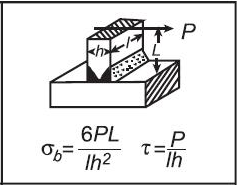 P
h
l
L
σb = 6PL/lh² τ = P/lh